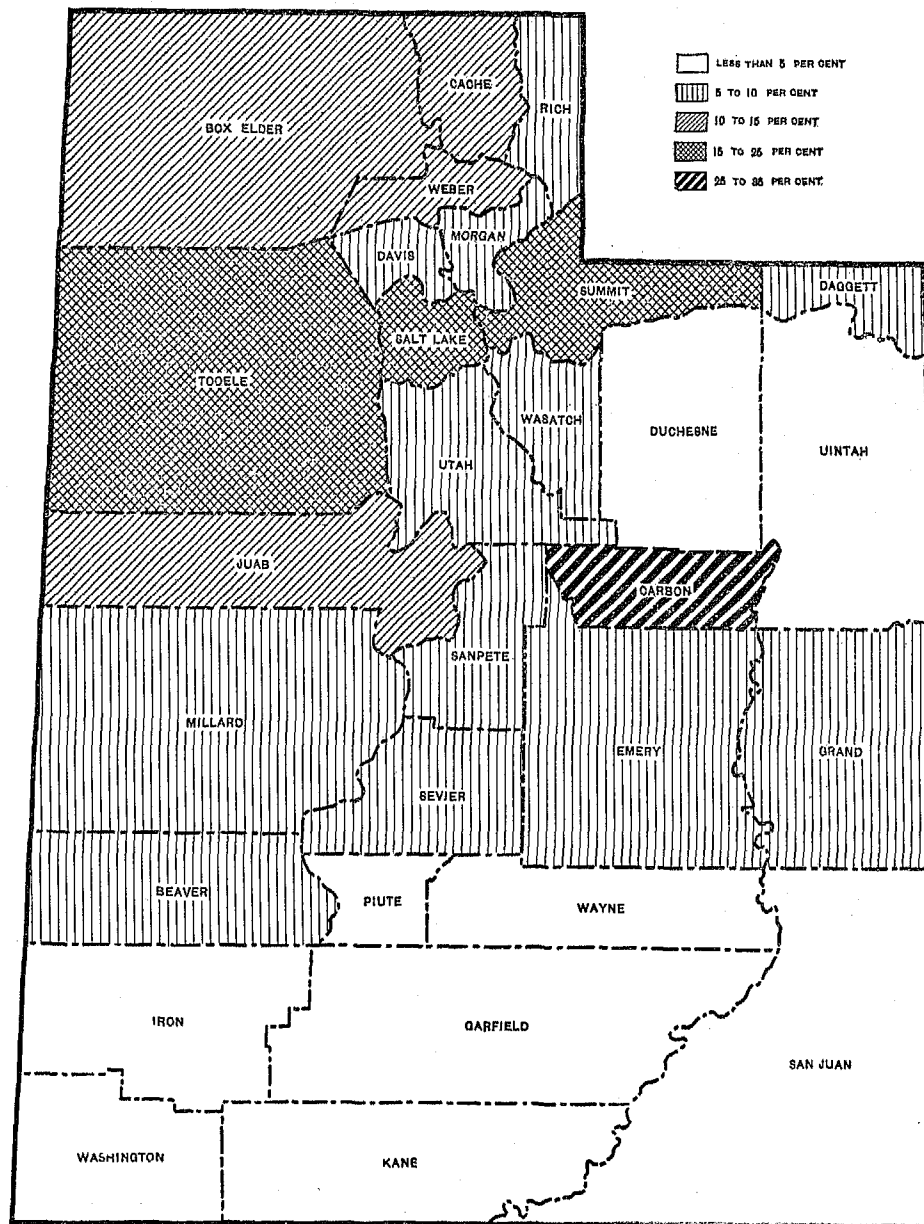 LESS THAN 5 PER CENT
5 TO 10 PER CENT
10 TO 15 PER CENT.
15 TO 25 PER CENT
25 TO 35 PER CENT.
CACHE
RICH
BOX ELDER
WEBER
MORGAN
DAVIS
SUMMIT
DAGGETT
SALT LAKE
TOOELE
WASATCH
DUCHESNE
UINTAH
UTAH
JUAB
CARBON
SANPETE
MILLARD
EMERY
GRAND
SEVIER
BEAVER
PIUTE
WAYNE
IRON
GARFIELD
SAN JUAN
WASHINGTON
KANE